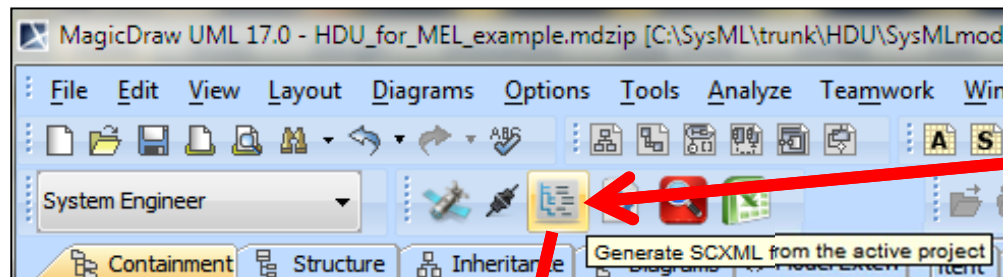 MagicDraw UML 17.0 - HDU_for_MEL_example.mdzip [C:\SysML\trunk\HDU\SysMLmod
File Edit View Layout Diagrams Options Tools Analyze Teamwork Win
A S
System Engineer
Generate SCXML from the active project
Containment Structure Inheritance